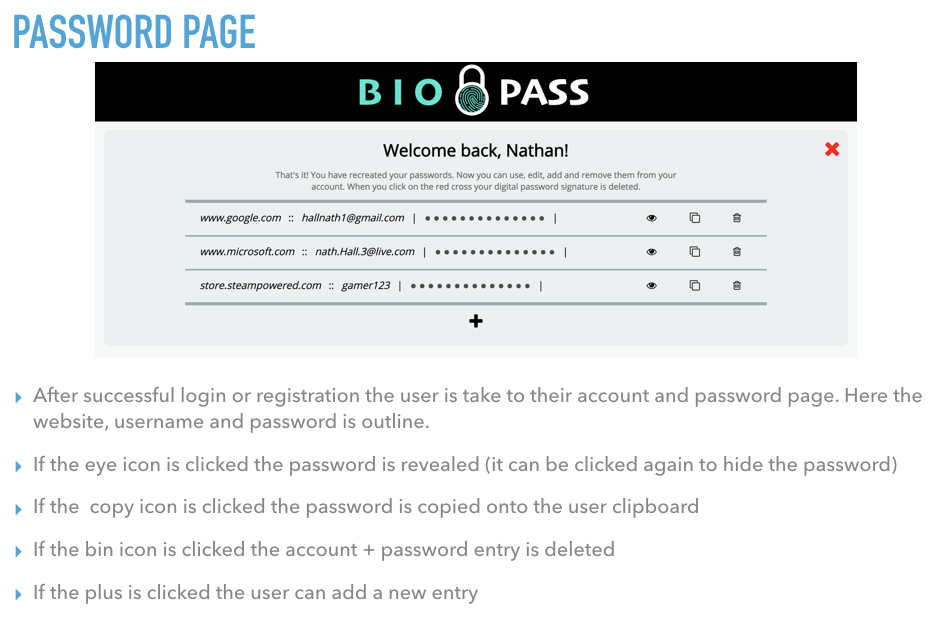 PASSWORD PAGE
BIO PASS
Welcome back, Nathan!
That's it! You have recreated your passwords. Now you can use, edit, add and remove them from your
account. When you click on the red cross your digital password signature is deleted.
www.google.com :: hallnath1@gmail.com | ●●●●●●●●●●●●●● |
www.microsoft.com :: nath.Hall.3@live.com | ●●●●●●●●●●●●●● |
store.steampowered.com :: gamer123 | ●●●●●●●●●●●●●● |
After successful login or registration the user is take to their account and password page. Here the
website, username and password is outline.
If the eye icon is clicked the password is revealed (it can be clicked again to hide the password)
If the  copy icon is clicked the password is copied onto the user clipboard
If the bin icon is clicked the account + password entry is deleted
If the plus is clicked the user can add a new entry